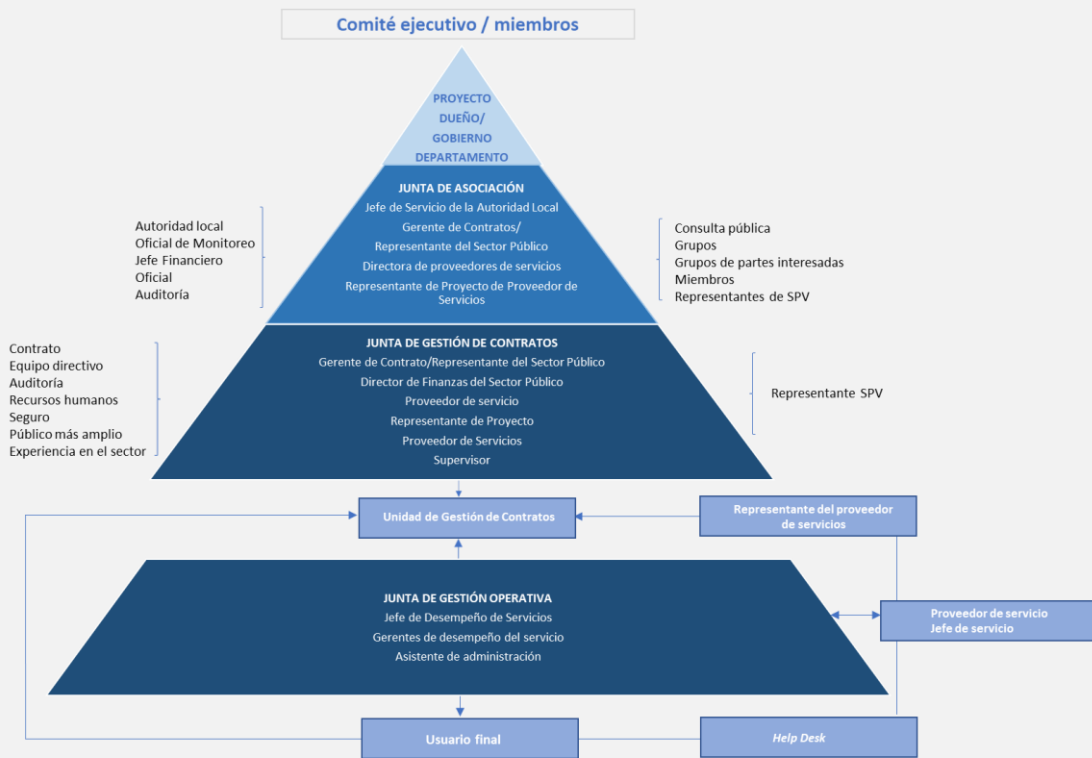 Comité ejecutivo / miembros
PROYECTO
DUEÑO/
GOBIERNO
DEPARTAMENTO
JUNTA DE ASOCIACIÓN
Jefe de Servicio de la Autoridad Local
Gerente de Contratos/
Representante del Sector Público
Directora de proveedores de servicios
Representante de Proyecto de Proveedor de
Servicios
Autoridad local
Oficial de Monitoreo
Jefe Financiero
Oficial
Auditoría
Consulta pública
Grupos
Grupos de partes interesadas
Miembros
Representantes de SPV
JUNTA DE GESTIÓN DE CONTRATOS
Gerente de Contrato/Representante del Sector Público
Director de Finanzas del Sector Público
Proveedor de servicio
Representante de Proyecto
Proveedor de Servicios
Supervisor
Contrato
Equipo directivo
Auditoría
Recursos humanos
Seguro
Público más amplio
Experiencia en el sector
Representante SPV
Unidad de Gestión de Contratos
Representante del proveedor
de servicios
JUNTA DE GESTIÓN OPERATIVA
Jefe de Desempeño de Servicios
Gerentes de desempeño del servicio
Asistente de administración
Proveedor de servicio
Jefe de servicio
Usuario final
Help Desk